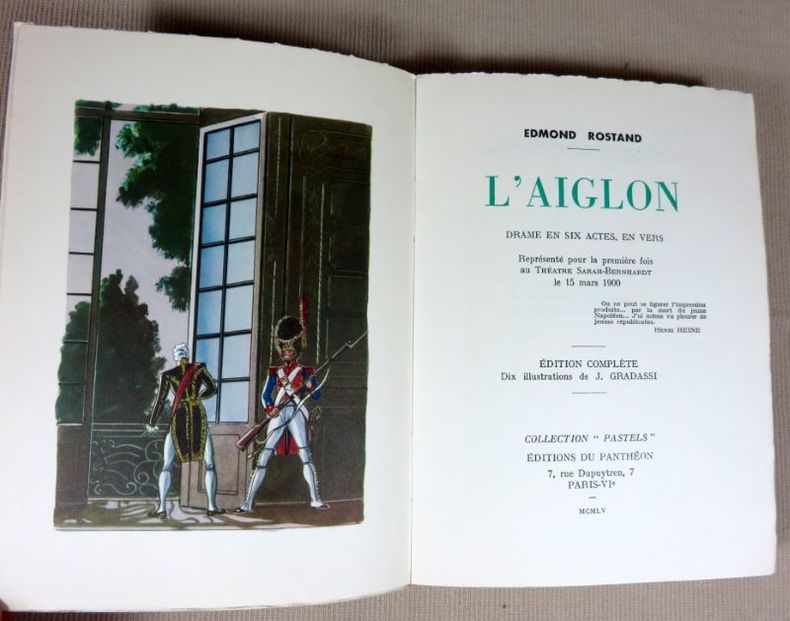 EDMOND ROSTAND
L'AIGLON
DRAME EN SIX ACTES, EN VERS
Représenté pour la première fois
au THÉATRE SARAH-BERNHARDT
le 15 mars 1900
On ne peut se figurer l'impression
produite... par la mort du jeune
Napoléon... J'ai même vu pleurer de
jeunes républicains.
HENRI HEINE
ÉDITION COMPLÈTE
Dix illustrations de J. GRADASSI
COLLECTION " PASTELS "
ÉDITIONS DU PANTHÉON
7, rue Dupuytren, 7
PARIS-VIe
MCMLV